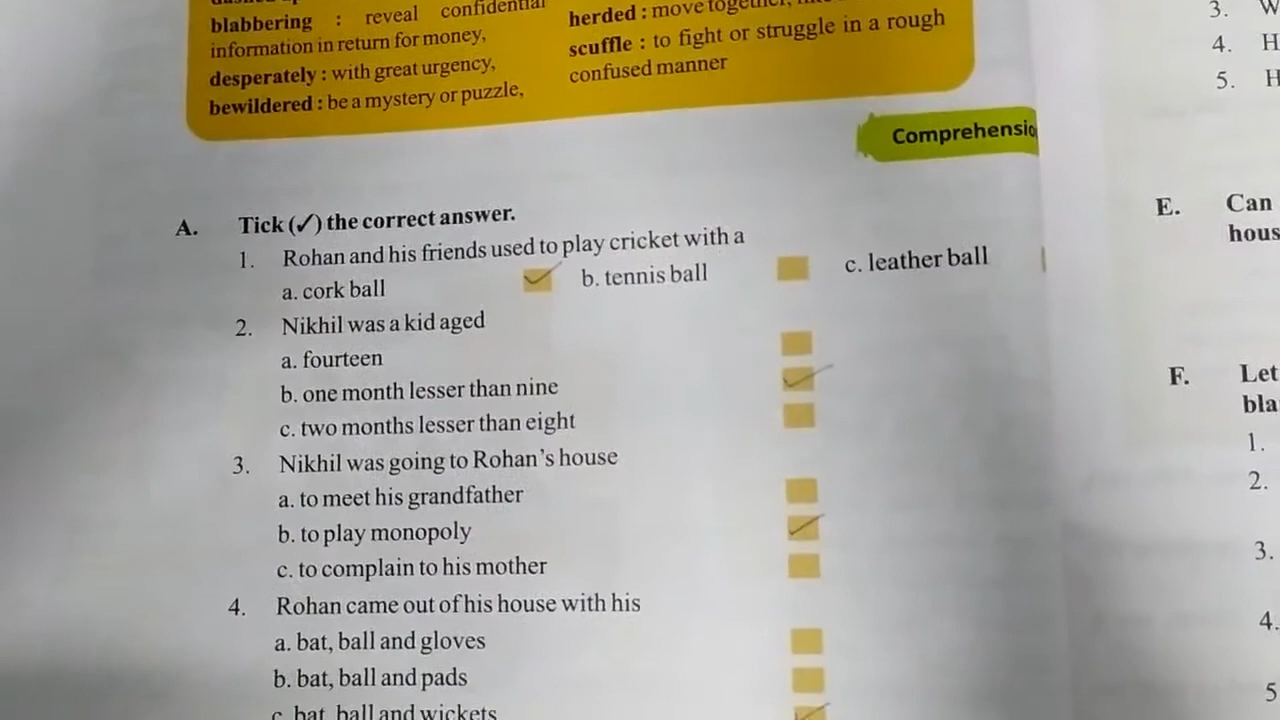 blabbering : reveal confidential
information in return for money,
desperately : with great urgency,
bewildered : be a mystery or puzzle,
herded : move together,
scuffle : to fight or struggle in a rough
confused manner
Comprehensio
A. Tick (✓) the correct answer.
1. Rohan and his friends used to play cricket with a
a. cork ball b. tennis ball c. leather ball
2. Nikhil was a kid aged
a. fourteen
b. one month lesser than nine
c. two months lesser than eight
3. Nikhil was going to Rohan's house
a. to meet his grandfather
b. to play monopoly
c. to complain to his mother
4. Rohan came out of his house with his
a. bat, ball and gloves
b. bat, ball and pads
c. bat, ball and wickets
3. W
4. H
5. H
E. Can
hous
F. Let
bla
1.
2.
3.
4.
5